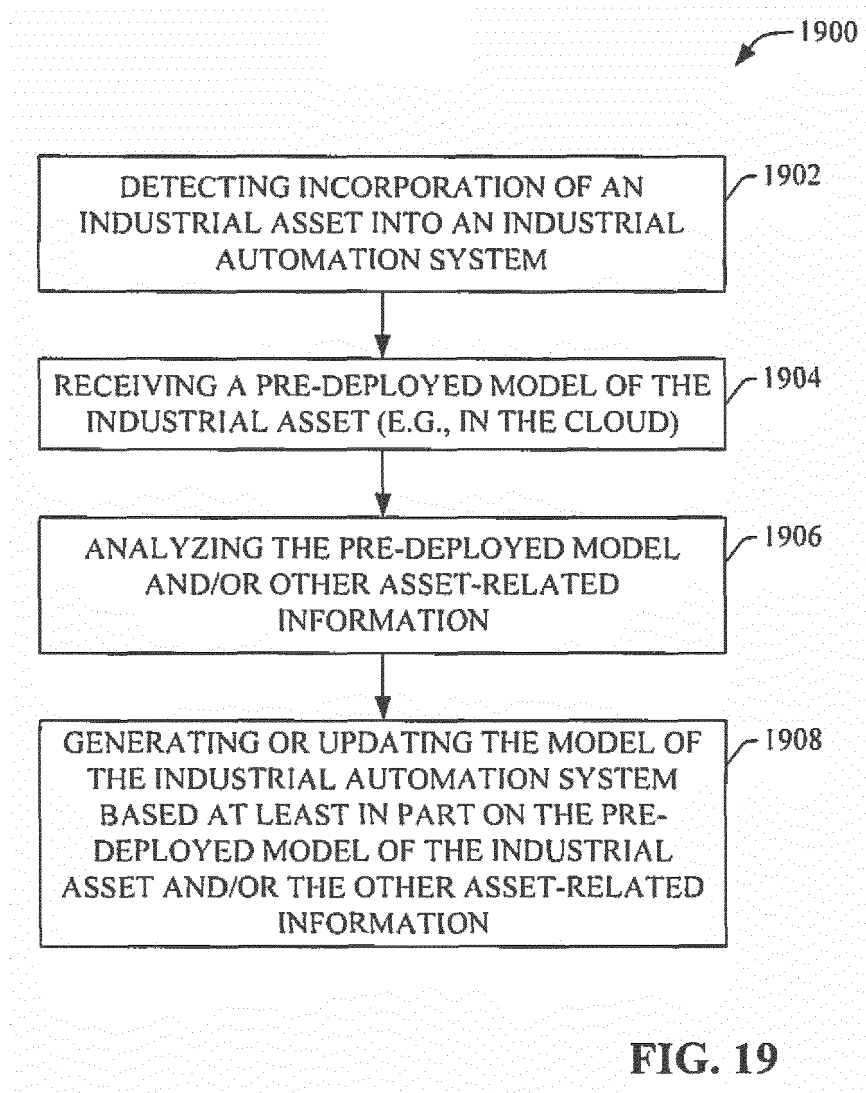 1900
DETECTING INCORPORATION OF AN
INDUSTRIAL ASSET INTO AN INDUSTRIAL
AUTOMATION SYSTEM
1902
RECEIVING A PRE-DEPLOYED MODEL OF THE
INDUSTRIAL ASSET (E.G., IN THE CLOUD)
1904
ANALYZING THE PRE-DEPLOYED MODEL
AND/OR OTHER ASSET-RELATED
INFORMATION
1906
GENERATING OR UPDATING THE MODEL OF
THE INDUSTRIAL AUTOMATION SYSTEM
BASED AT LEAST IN PART ON THE PRE-
DEPLOYED MODEL OF THE INDUSTRIAL
ASSET AND/OR THE OTHER ASSET-RELATED
INFORMATION
1908
FIG. 19